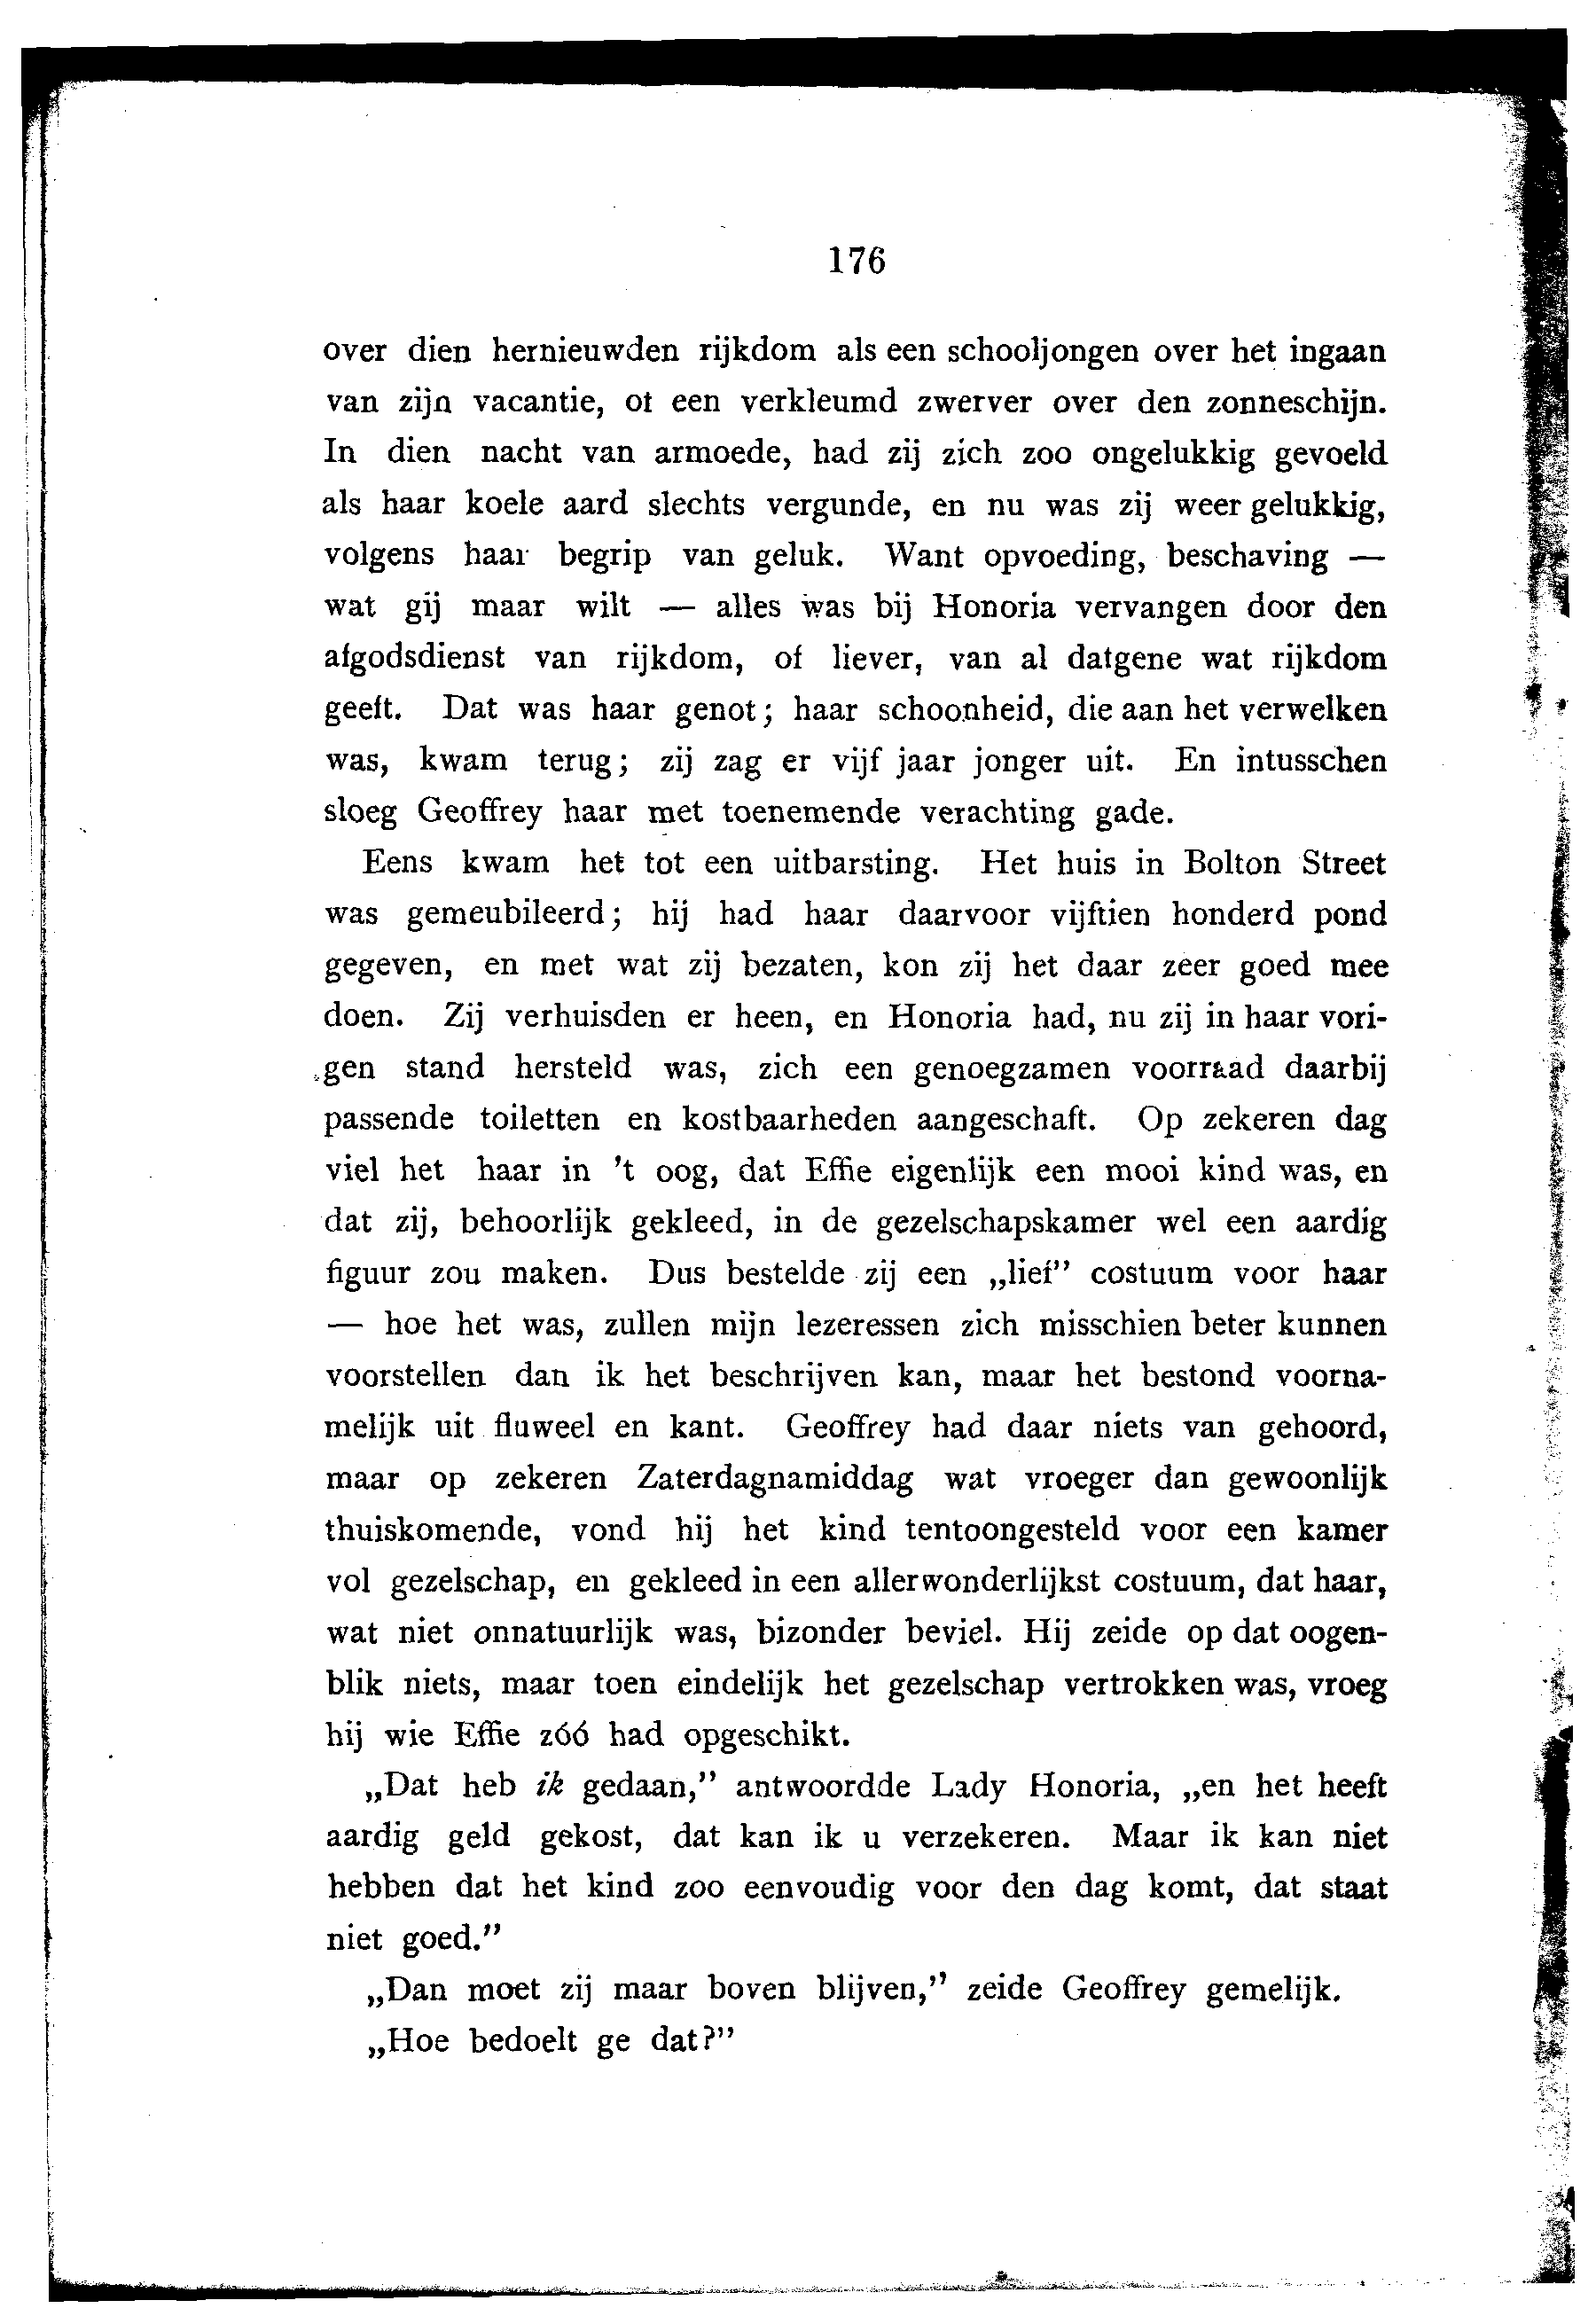 176
over dien hernieuwden rijkdom als een schooljongen over het ingaan
van zijn vacantie, of een verkleumd zwerver over den zonneschijn.
In dien nacht van armoede, had zij zich zoo ongelukkig gevoeld
als haar koele aard slechts vergunde, en nu was zij weer gelukkig,
volgens haar begrip van geluk. Want opvoeding, beschaving —
wat gij maar wilt — alles was bij Honoria vervangen door den
afgodsdienst van rijkdom, of liever, van al datgene wat rijkdom
geeft. Dat was haar genot; haar schoonheid, die aan het verwelken
was, kwam terug; zij zag er vijf jaar jonger uit. En intusschen
sloeg Geoffrey haar met toenemende verachting gade.
Eens kwam het tot een uitbarsting. Het huis in Bolton Street
was gemeubileerd; hij had haar daarvoor vijftien honderd pond
gegeven, en met wat zij bezaten, kon zij het daar zeer goed mee
doen. Zij verhuisden er heen, en Honoria had, nu zij in haar vori-
gen stand hersteld was, zich een genoegzamen voorraad daarbij
passende toiletten en kostbaarheden aangeschaft. Op zekeren dag
viel het haar in 't oog, dat Effie eigenlijk een mooi kind was, en
dat zij, behoorlijk gekleed, in de gezelschapskamer wel een aardig
figuur zou maken. Dus bestelde zij een „lief” costuum voor haar
— hoe het was, zullen mijn lezeressen zich misschien beter kunnen
voorstellen dan ik het beschrijven kan, maar het bestond voorna-
melijk uit fluweel en kant. Geoffrey had daar niets van gehoord,
maar op zekeren Zaterdagnamiddag wat vroeger dan gewoonlijk
thuiskomende, vond hij het kind tentoongesteld voor een kamer
vol gezelschap, en gekleed in een allerwonderlijkst costuum, dat haar,
wat niet onnatuurlijk was, bizonder beviel. Hij zeide op dat oogen-
blik niets, maar toen eindelijk het gezelschap vertrokken was, vroeg
hij wie Effie zóó had opgeschikt.
„Dat heb ik gedaan,” antwoordde Lady Honoria, „en het heeft
aardig geld gekost, dat kan ik u verzekeren. Maar ik kan niet
hebben dat het kind zoo eenvoudig voor den dag komt, dat staat
niet goed.”
„Dan moet zij maar boven blijven,” zeide Geoffrey gemelijk.
„Hoe bedoelt ge dat?”